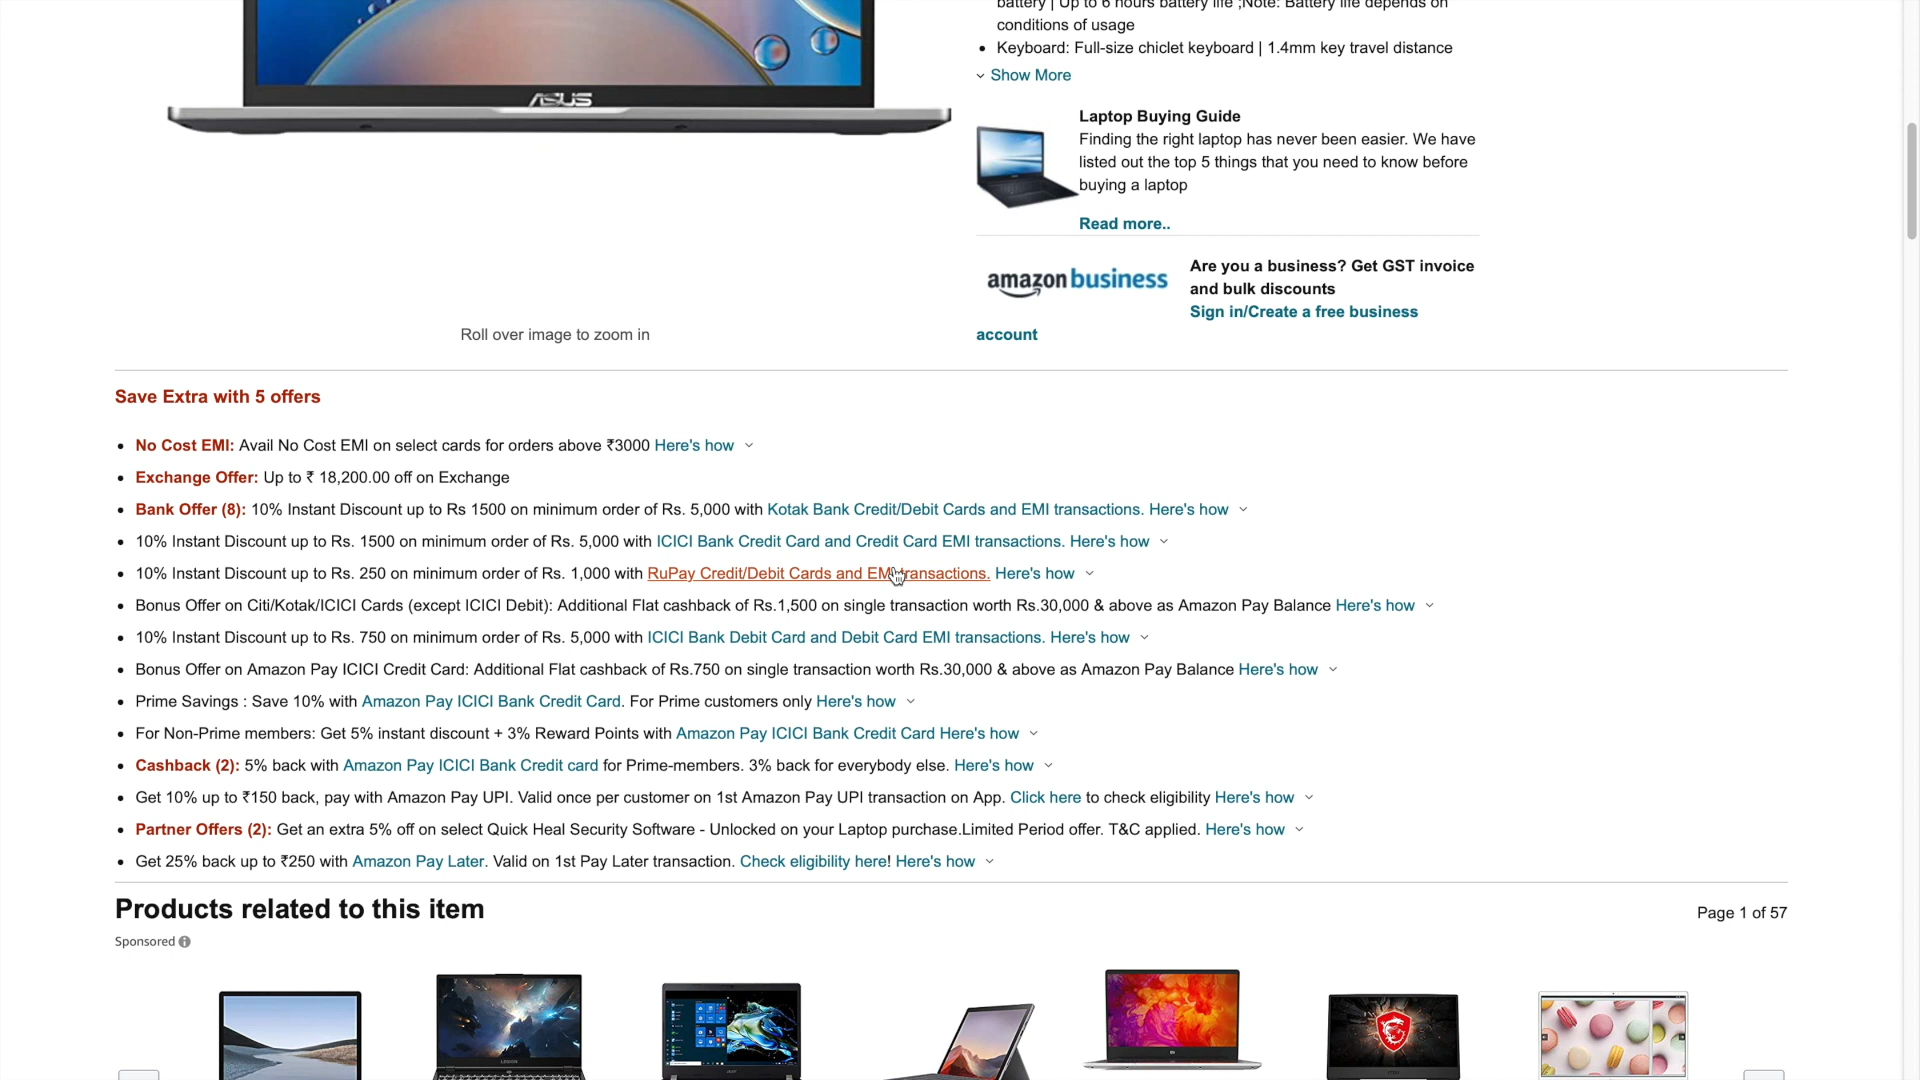 battery | Up to 6 hours battery life ;Note: Battery life depends on
conditions of usage
Keyboard: Full-size chiclet keyboard | 1.4mm key travel distance
Show More
ASUS
Laptop Buying Guide
Finding the right laptop has never been easier. We have
listed out the top 5 things that you need to know before
buying a laptop
Read more..
amazon business
Are you a business? Get GST invoice
and bulk discounts
Sign in/Create a free business
account
Roll over image to zoom in
Save Extra with 5 offers
No Cost EMI: Avail No Cost EMI on select cards for orders above ₹3000 Here's how
Exchange Offer: Up to ₹ 18,200.00 off on Exchange
Bank Offer (8): 10% Instant Discount up to Rs 1500 on minimum order of Rs. 5,000 with Kotak Bank Credit/Debit Cards and EMI transactions. Here's how
10% Instant Discount up to Rs. 1500 on minimum order of Rs. 5,000 with ICICI Bank Credit Card and Credit Card EMI transactions. Here's how
10% Instant Discount up to Rs. 250 on minimum order of Rs. 1,000 with RuPay Credit/Debit Cards and EMI transactions. Here's how
Bonus Offer on Citi/Kotak/ICICI Cards (except ICICI Debit): Additional Flat cashback of Rs.1,500 on single transaction worth Rs.30,000 & above as Amazon Pay Balance Here's how
10% Instant Discount up to Rs. 750 on minimum order of Rs. 5,000 with ICICI Bank Debit Card and Debit Card EMI transactions. Here's how
Bonus Offer on Amazon Pay ICICI Credit Card: Additional Flat cashback of Rs.750 on single transaction worth Rs.30,000 & above as Amazon Pay Balance Here's how
Prime Savings : Save 10% with Amazon Pay ICICI Bank Credit Card. For Prime customers only Here's how
For Non-Prime members: Get 5% instant discount + 3% Reward Points with Amazon Pay ICICI Bank Credit Card Here's how
Cashback (2): 5% back with Amazon Pay ICICI Bank Credit card for Prime-members. 3% back for everybody else. Here's how
Get 10% up to ₹150 back, pay with Amazon Pay UPI. Valid once per customer on 1st Amazon Pay UPI transaction on App. Click here to check eligibility Here's how
Partner Offers (2): Get an extra 5% off on select Quick Heal Security Software - Unlocked on your Laptop purchase.Limited Period offer. T&C applied. Here's how
Get 25% back up to ₹250 with Amazon Pay Later. Valid on 1st Pay Later transaction. Check eligibility here! Here's how
Products related to this item
Page 1 of 57
Sponsored
LEGION